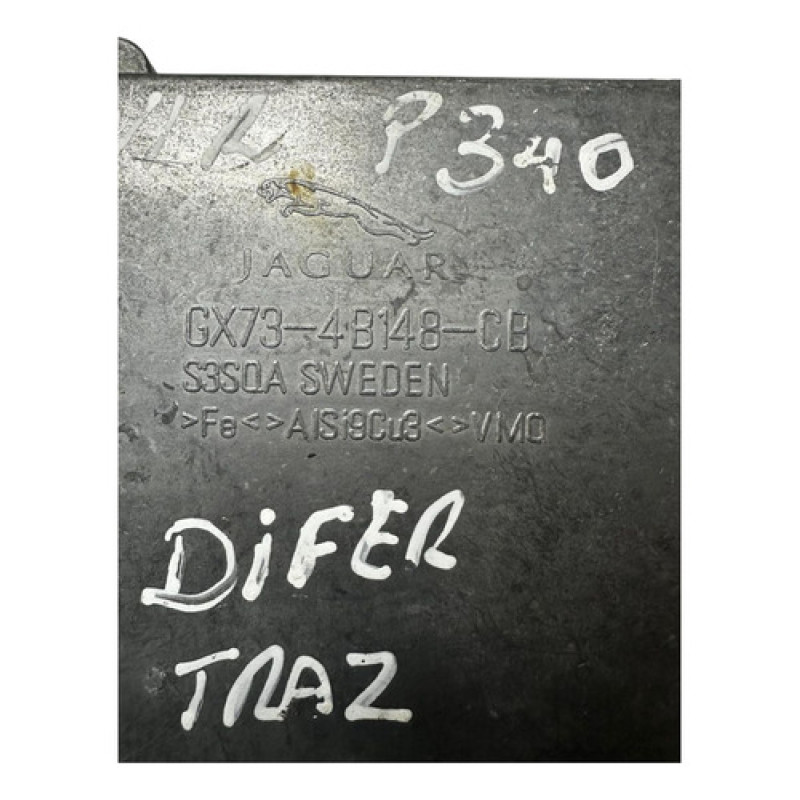 P340
JAGUAR
GX73-4B148-CB
S3SQA SWEDEN
>Fe<>AlSi9Cu3<>VMQ
DiFER
TRAZ